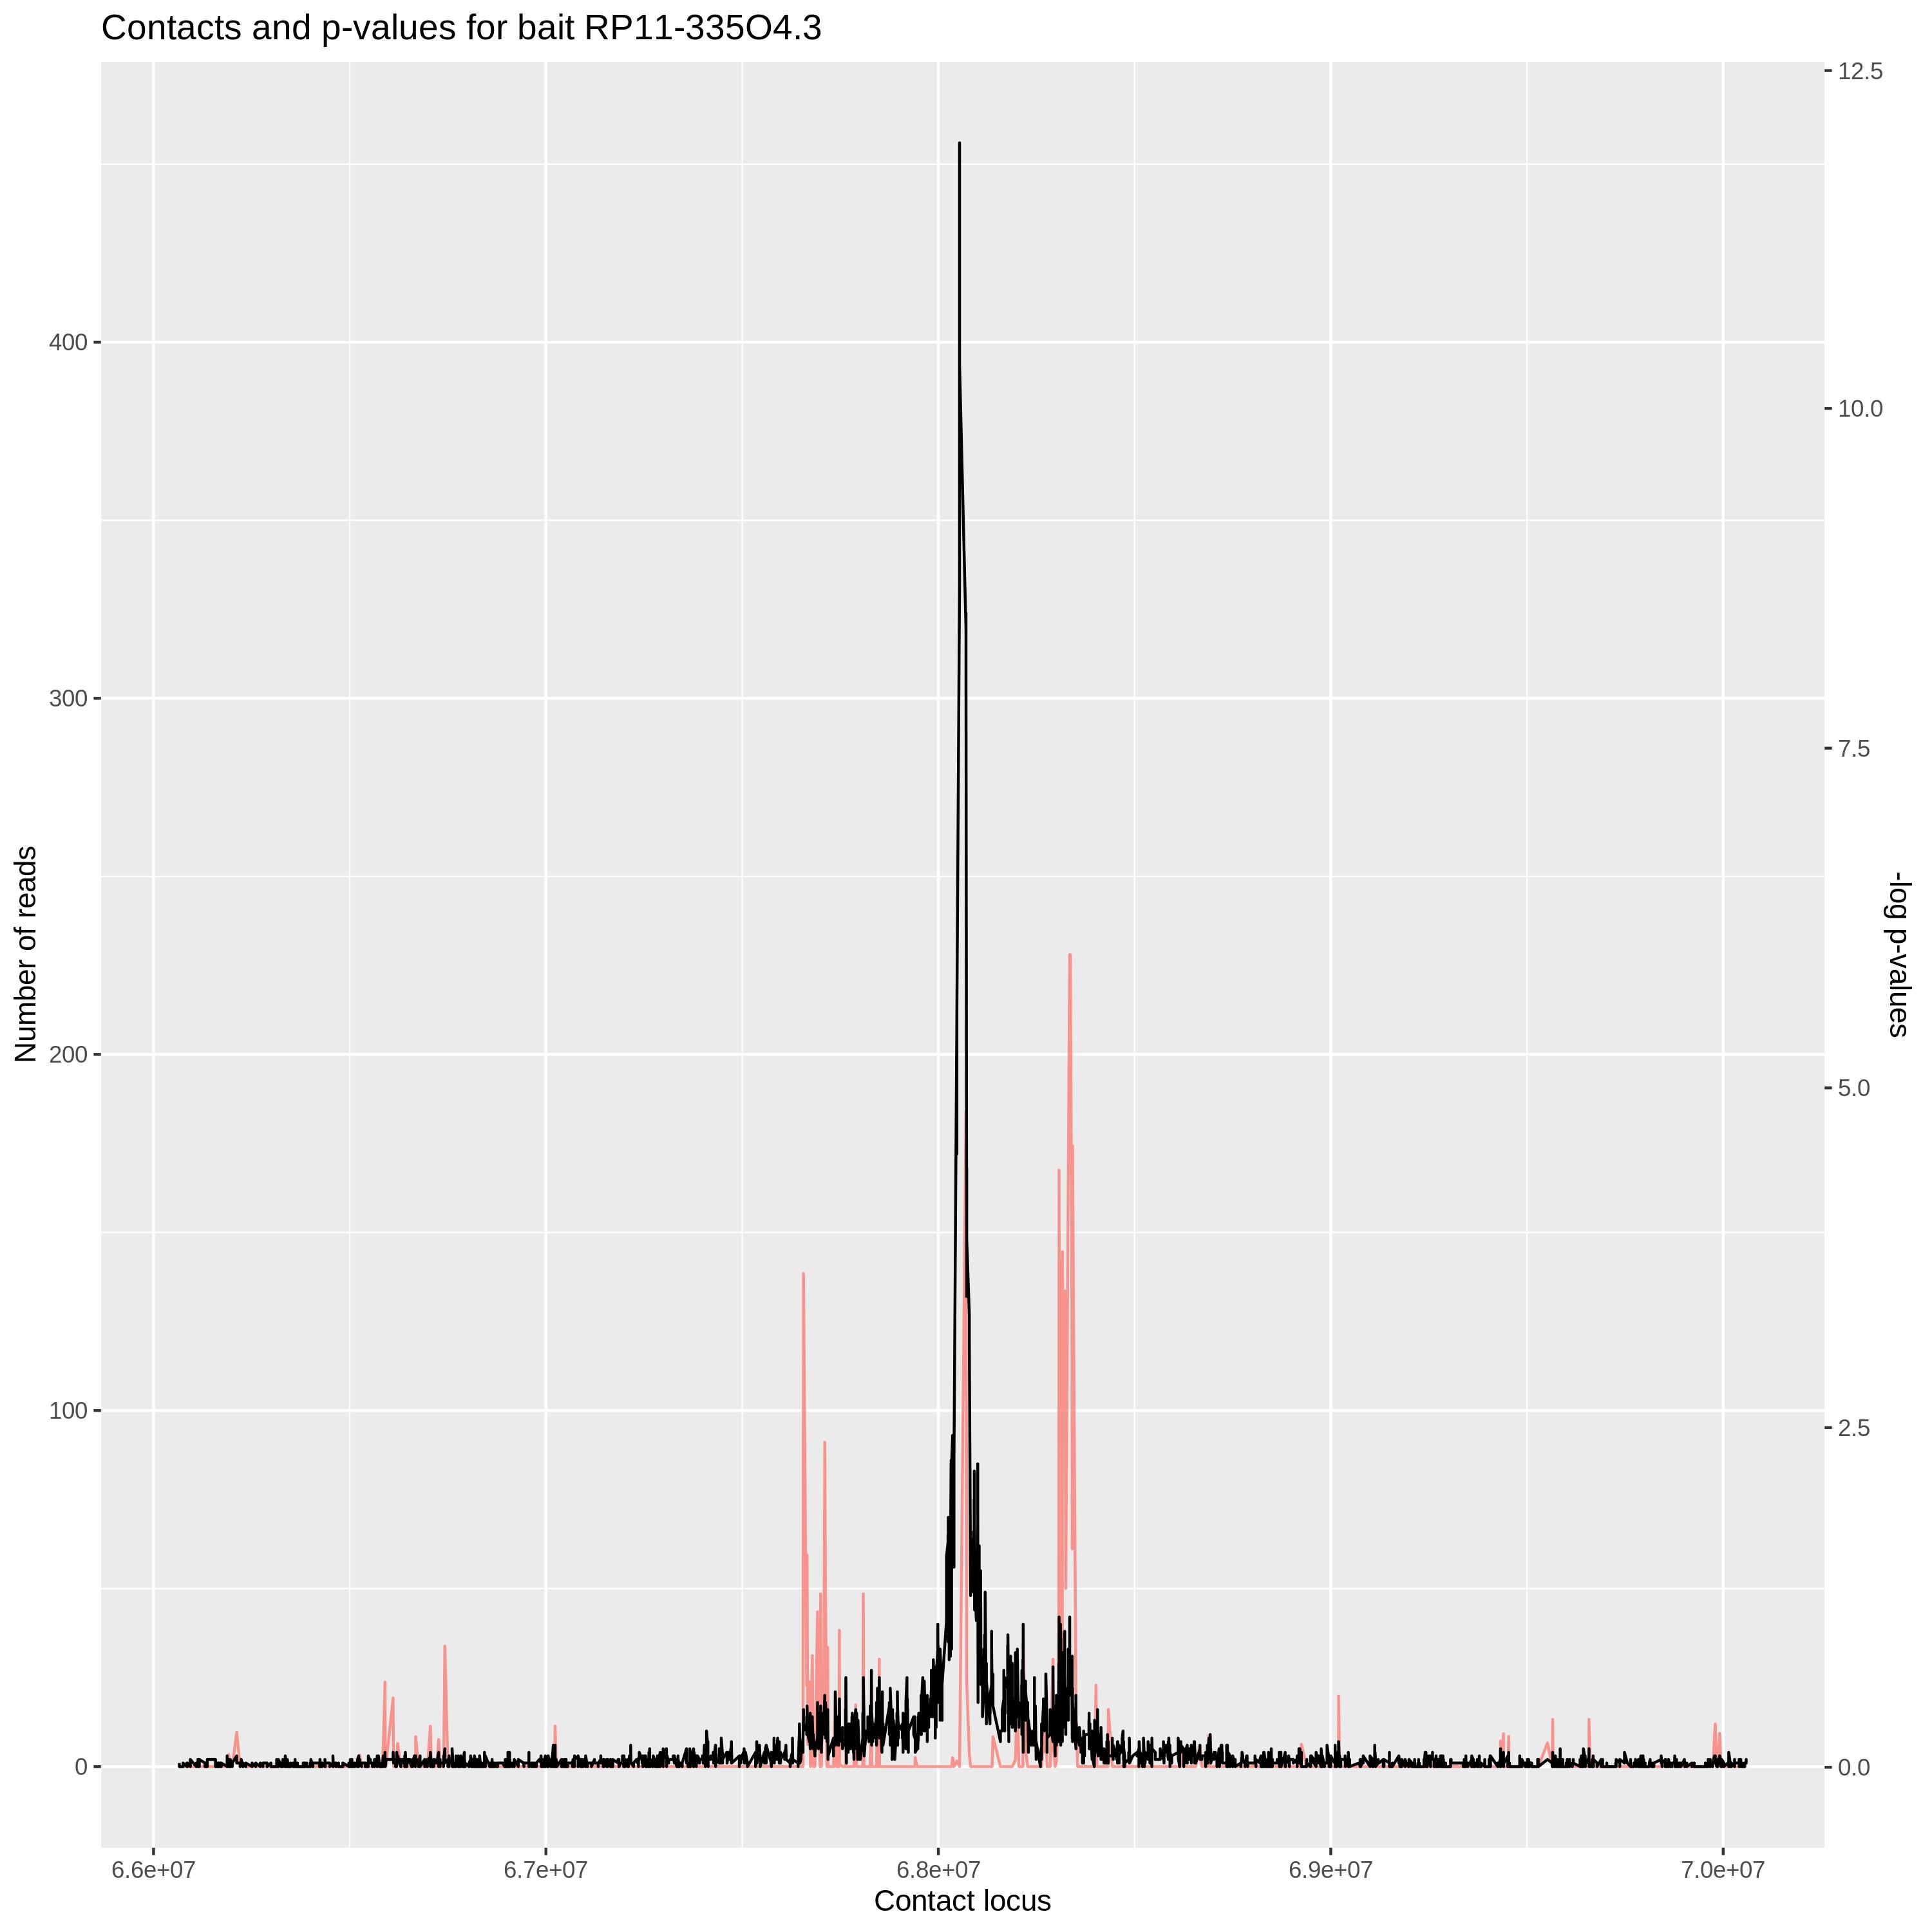 Contacts and p-values for bait RP11-335O4.3
12.5
10.0
7.5
5.0
2.5
0.0
400
300
200
100
0
Number of reads
-log p-values
6.6e+07
6.7e+07
6.8e+07
6.9e+07
7.0e+07
Contact locus